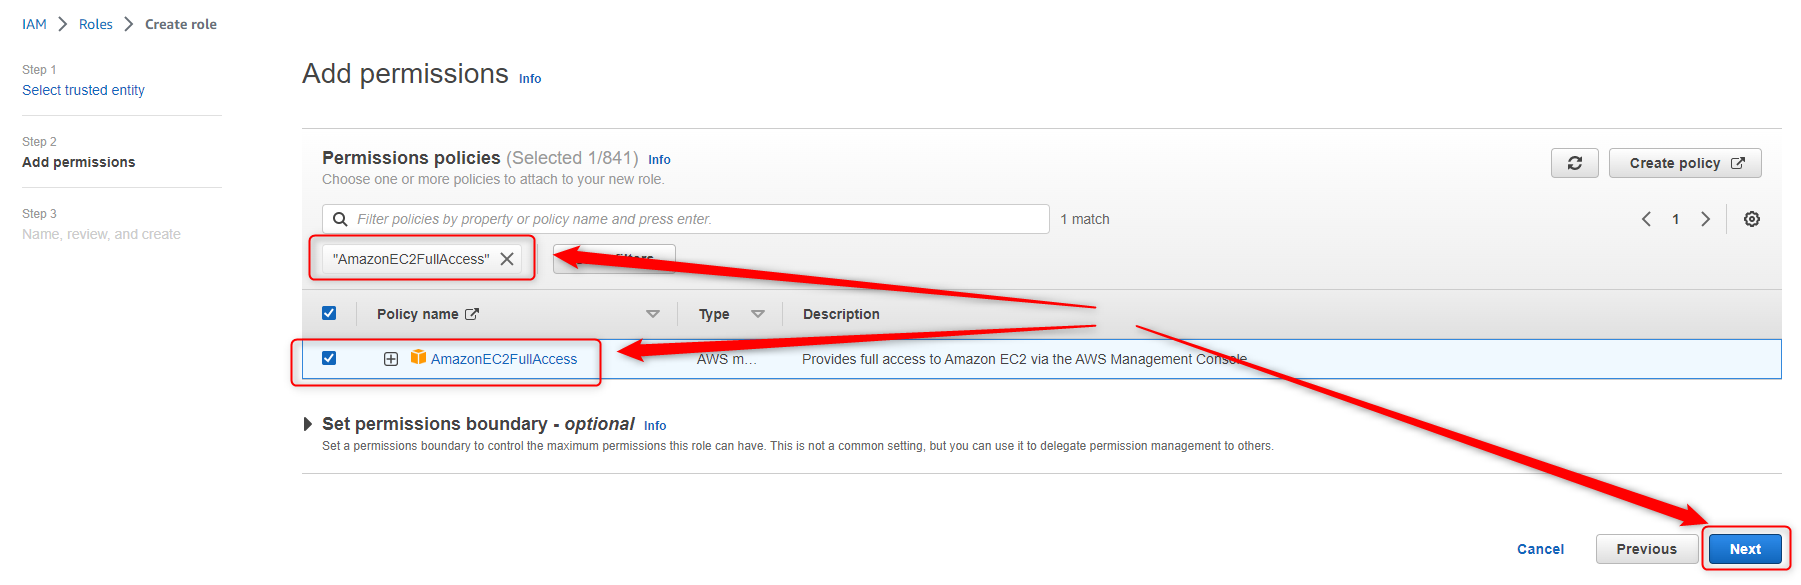 IAM > Roles > Create role
Step 1
Select trusted entity
Step 2
Add permissions
Step 3
Name, review, and create
Add permissions Info
Permissions policies (Selected 1/841) Info
Choose one or more policies to attach to your new role.
Create policy
Filter policies by property or policy name and press enter.
1 match
1
"AmazonEC2FullAccess"
Policy name Type Description
AmazonEC2FullAccess AWS m... Provides full access to Amazon EC2 via the AWS Management Console
Set permissions boundary - optional Info
Set a permissions boundary to control the maximum permissions this role can have. This is not a common setting, but you can use it to delegate permission management to others.
Cancel Previous Next